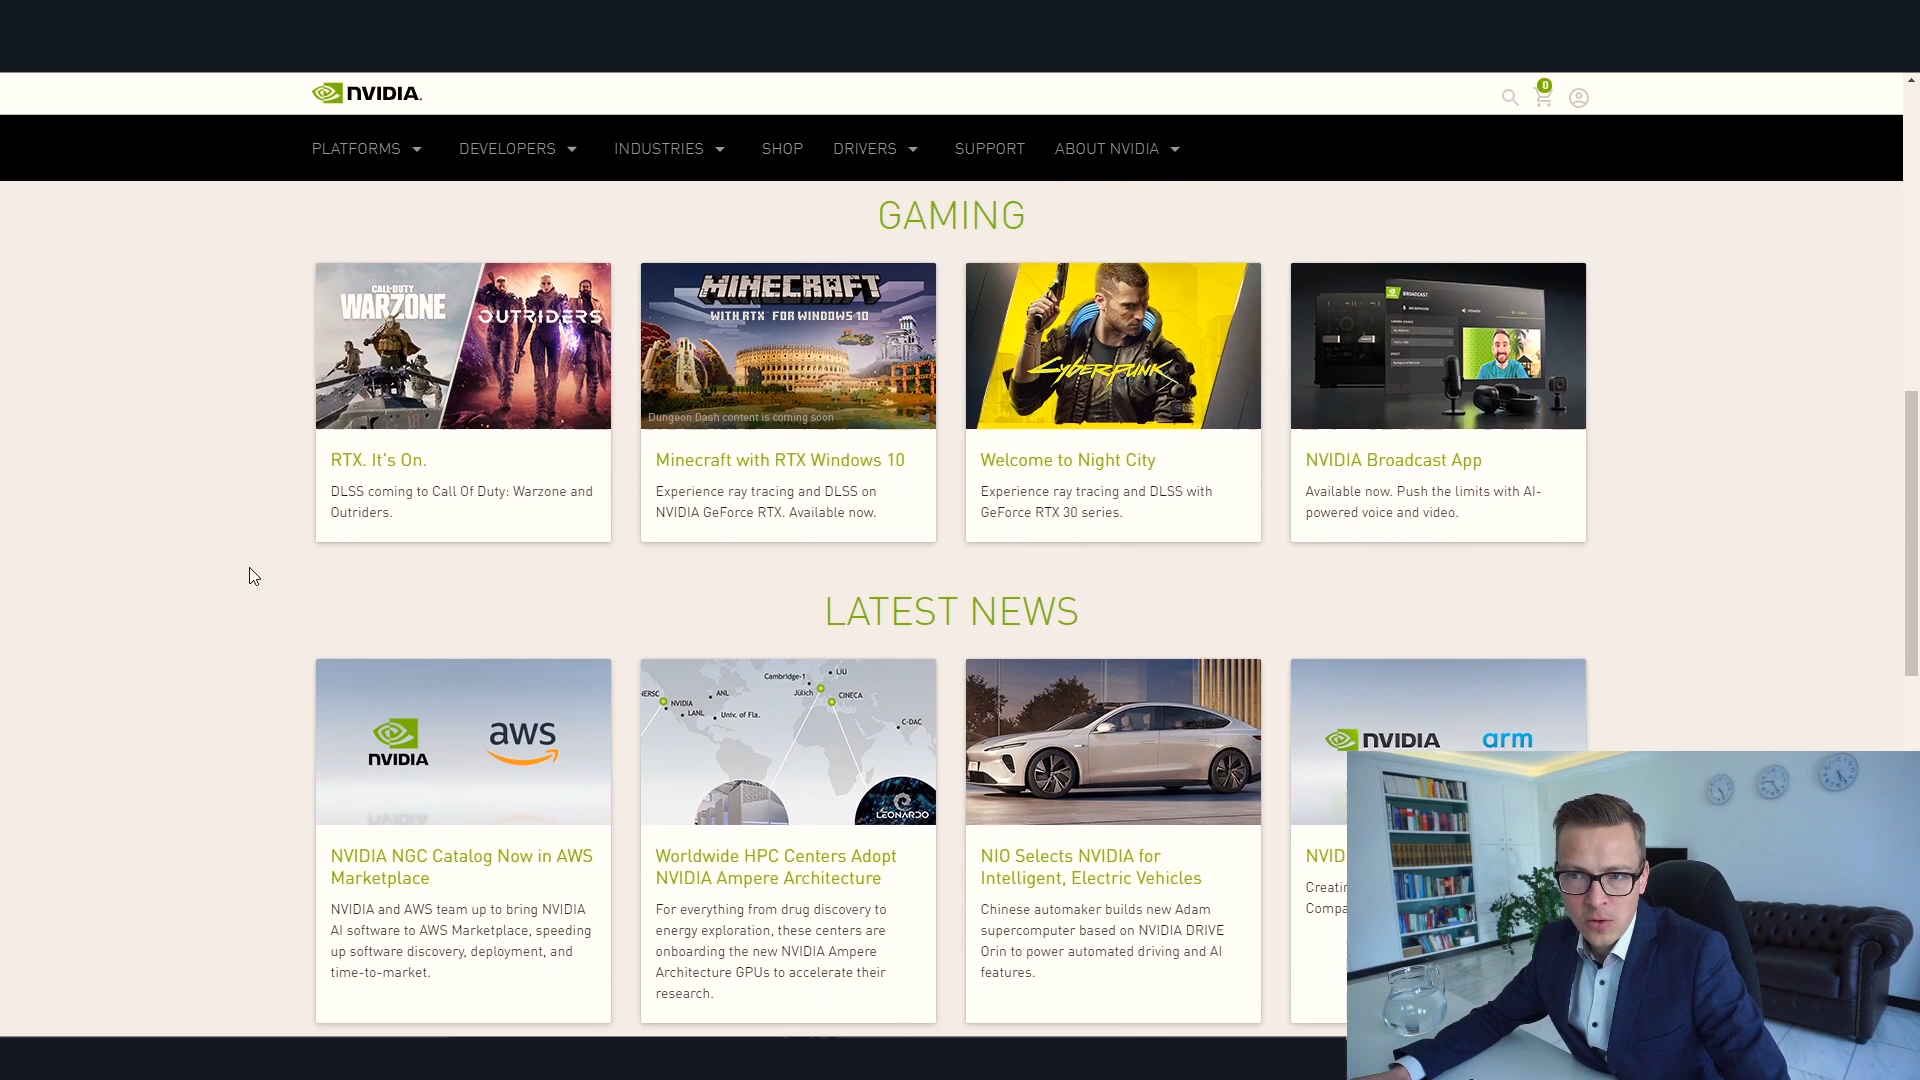 NVIDIA.
0
PLATFORMS
DEVELOPERS
INDUSTRIES
SHOP
DRIVERS
SUPPORT
ABOUT NVIDIA
GAMING
CALL OF DUTY
WARZONE
OUTRIDERS
RTX. It's On.
DLSS coming to Call Of Duty: Warzone and
Outriders.
MINECRAFT
WITH RTX FOR WINDOWS 10
Dungeon Dash content is coming soon
Minecraft with RTX Windows 10
Experience ray tracing and DLSS on
NVIDIA GeForce RTX. Available now.
CYBERPUNK
Welcome to Night City
Experience ray tracing and DLSS with
GeForce RTX 30 series.
BROADCAST
NVIDIA Broadcast App
Available now. Push the limits with AI-
powered voice and video.
LATEST NEWS
NVIDIA
aws
NVIDIA NGC Catalog Now in AWS
Marketplace
NVIDIA and AWS team up to bring NVIDIA
AI software to AWS Marketplace, speeding
up software discovery, deployment, and
time-to-market.
Cambridge-1
LIU
Jülich
CINECA
NERSC
NVIDIA
ANL
LANL
Univ. of Fla.
C-DAC
LEONARDO
Worldwide HPC Centers Adopt
NVIDIA Ampere Architecture
For everything from drug discovery to
energy exploration, these centers are
onboarding the new NVIDIA Ampere
Architecture GPUs to accelerate their
research.
NIO Selects NVIDIA for
Intelligent, Electric Vehicles
Chinese automaker builds new Adam
supercomputer based on NVIDIA DRIVE
Orin to power automated driving and AI
features.
NVIDIA
arm
NVID
Creatin
Compa